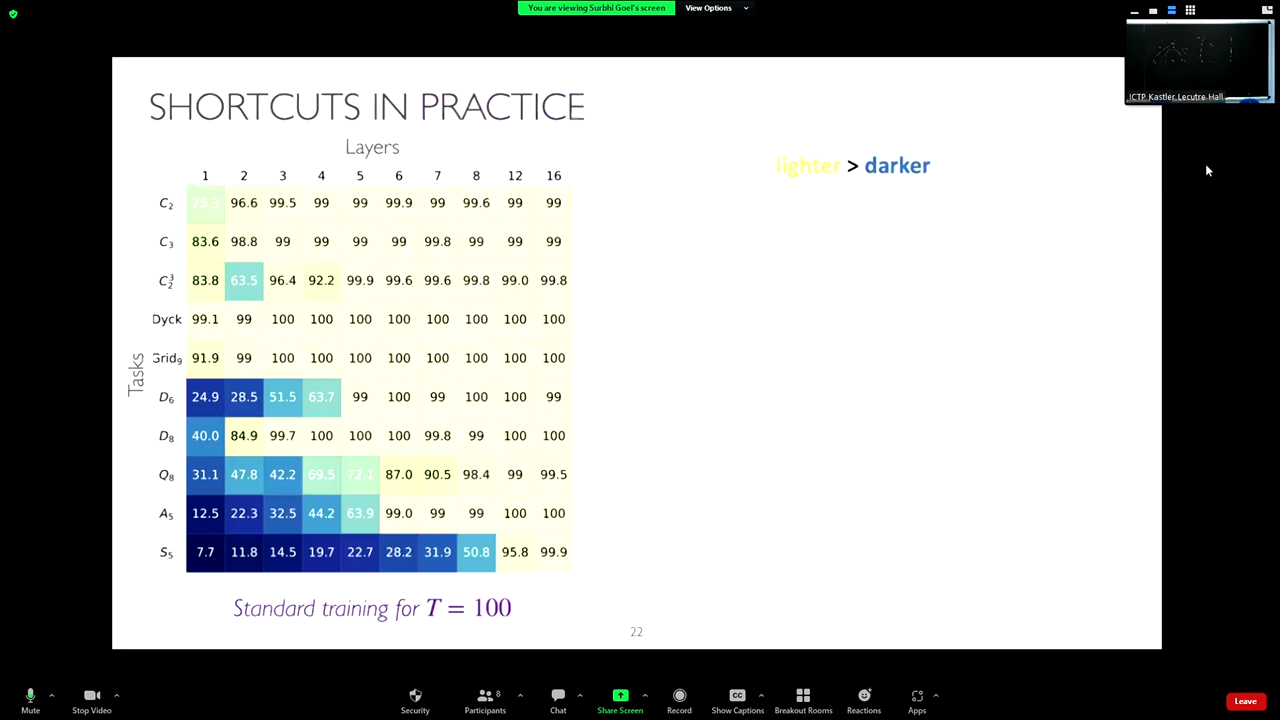 You are viewing Surbhi Goel's screen View Options
ICTP Kastler Lecutre Hall
SHORTCUTS IN PRACTICE
Layers
lighter > darker
1 2 3 4 5 6 7 8 12 16
C₂ 75.3 96.6 99.5 99 99 99.9 99 99.6 99 99
C₃ 83.6 98.8 99 99 99 99 99.8 99 99 99
C₂³ 83.8 63.5 96.4 92.2 99.9 99.6 99.6 99.8 99.0 99.8
Dyck 99.1 99 100 100 100 100 100 100 100 100
Grid₉ 91.9 99 100 100 100 100 100 100 100 100
Tasks
D₆ 24.9 28.5 51.5 63.7 99 100 99 100 100 99
D₈ 40.0 84.9 99.7 100 100 100 99.8 99 100 100
Q₈ 31.1 47.8 42.2 69.5 72.1 87.0 90.5 98.4 99 99.5
A₅ 12.5 22.3 32.5 44.2 63.9 99.0 99 99 100 100
S₅ 7.7 11.8 14.5 19.7 22.7 28.2 31.9 50.8 95.8 99.9
Standard training for T = 100
22
Mute Stop Video Security Participants 8 Chat Share Screen Record Show Captions Breakout Rooms Reactions Apps Leave